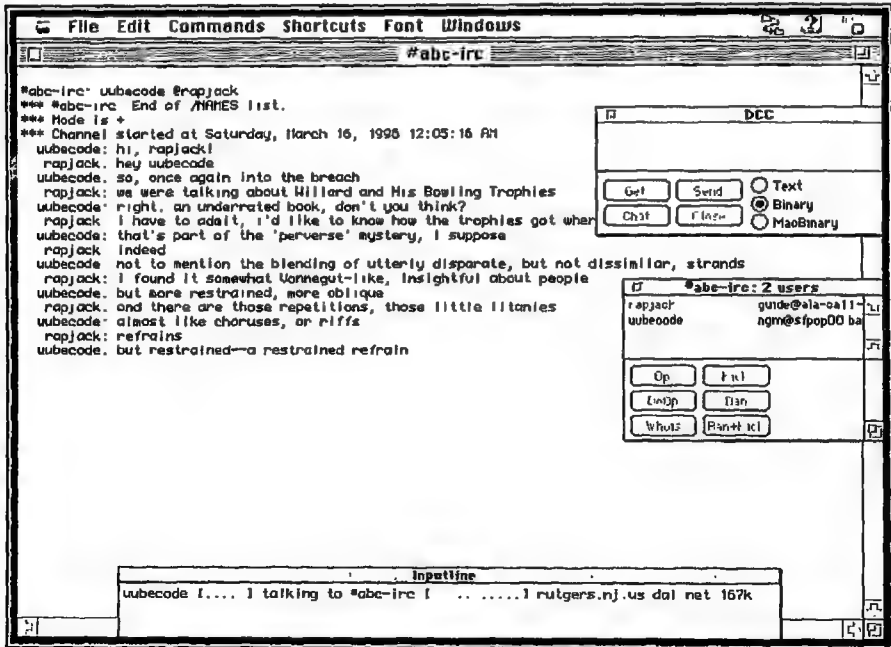 File Edit Commands Shortcuts Font Windows
#abc-irc
#abc-irc: uubecode @rapjack
*** #abc-irc End of /NAMES list.
*** Mode is +
*** Channel started at Saturday, March 16, 1996 12:05:16 AM
uubecode: hi, rapjack!
rapjack. hey uubecode
uubecode. so, once again into the breach
rapjack: we were talking about Willard and His Bowling Trophies
uubecode: right, an underrated book, don't you think?
rapjack i have to admit, i'd like to know how the trophies got wher
uubecode: that's part of the 'perverse' mystery, I suppose
rapjack indeed
uubecode not to mention the blending of utterly disparate, but not dissimilar, strands
rapjack: i found it somewhat Vonnegut-like, insightful about people
uubecode. but more restrained, more oblique
rapjack. and there are those repetitions, those little litanies
uubecode: almost like choruses, or riffs
rapjack: refrains
uubecode. but restrained--a restrained refrain
DCC
Get Send Text
Binary
Chat Close MacBinary
#abc-irc: 2 users
rapjack guide@ala-ca11-
uubecode ngm@sfpop00 ba
Op Kick
DeOp Ban
Whois Ban+Kick
Inputline
uubecode [.... ] talking to #abc-irc [ .. .....] rutgers.nj.us dal net 167k